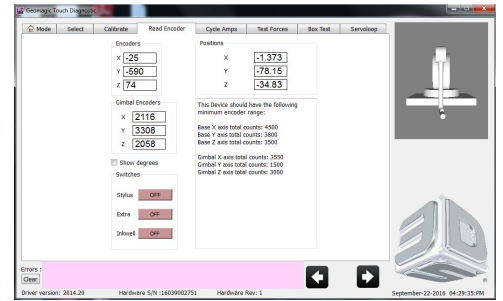 Geomagic Touch Diagnostic
Mode Select Calibrate Read Encoder Cycle Amps Test Forces Box Test Servoloop
Encoders
X -25
Y -590
Z 74
Positions
X -1.373
Y -78.15
Z -34.83
Gimbal Encoders
X 2116
Y 3308
Z 2058
This Device should have the following
minimum encoder range:
Base X axis total counts: 4500
Base Y axis total counts: 3800
Base Z axis total counts: 3500
Gimbal X axis total counts: 3550
Gimbal Y axis total counts: 1500
Gimbal Z axis total counts: 3000
Show degrees
Switches
Stylus OFF
Extra OFF
Inkwell OFF
Errors :
Clear
Driver version: 2014.20 Hardware S/N :16039002751 Hardware Rev: 1 September-22-2016 04:29:35:PM
3DS